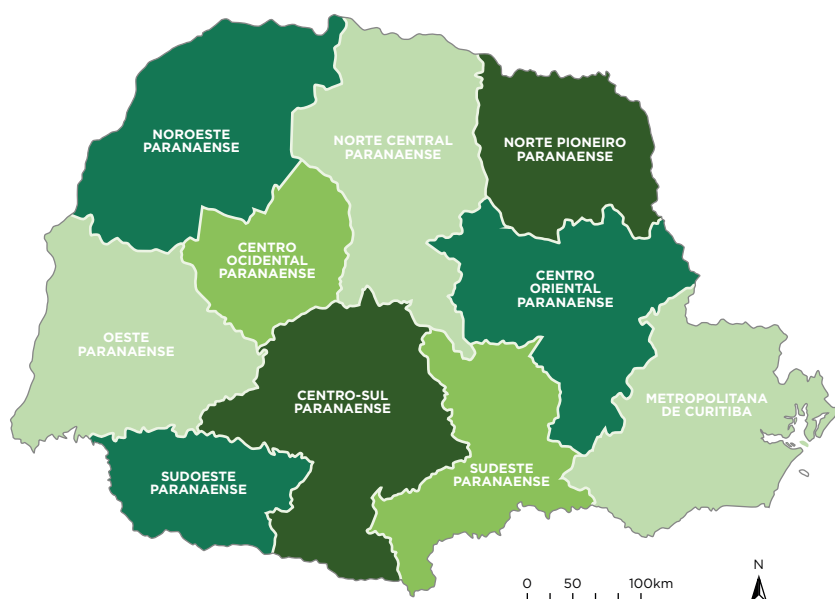 NOROESTE
PARANAENSE
NORTE CENTRAL
PARANAENSE
NORTE PIONEIRO
PARANAENSE
CENTRO
OCIDENTAL
PARANAENSE
CENTRO
ORIENTAL
PARANAENSE
OESTE
PARANAENSE
CENTRO-SUL
PARANAENSE
METROPOLITANA
DE CURITIBA
SUDOESTE
PARANAENSE
SUDESTE
PARANAENSE
N
0 50 100km